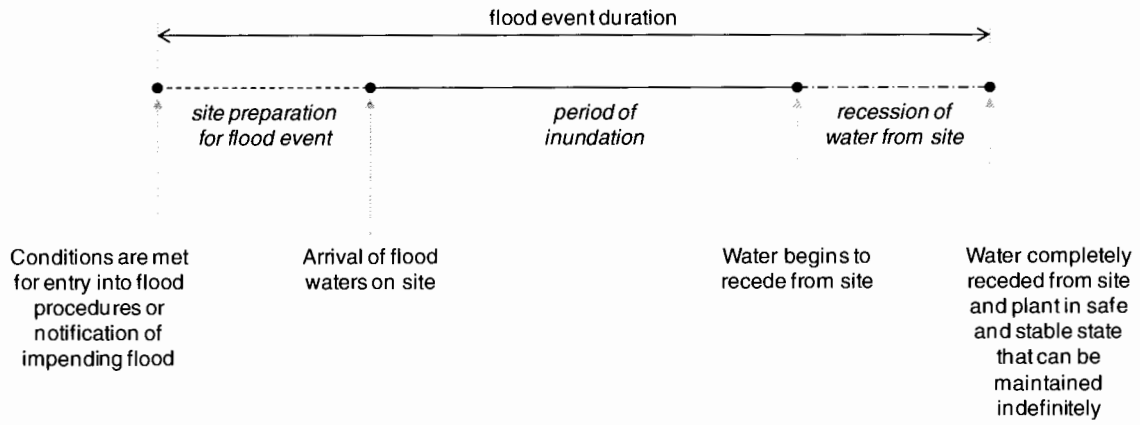 flood event duration
site preparation
for flood event
period of
inundation
recession of
water from site
Conditions are met
for entry into flood
procedures or
notification of
impending flood
Arrival of flood
waters on site
Water begins to
recede from site
Water completely
receded from site
and plant in safe
and stable state
that can be
maintained
indefinitely